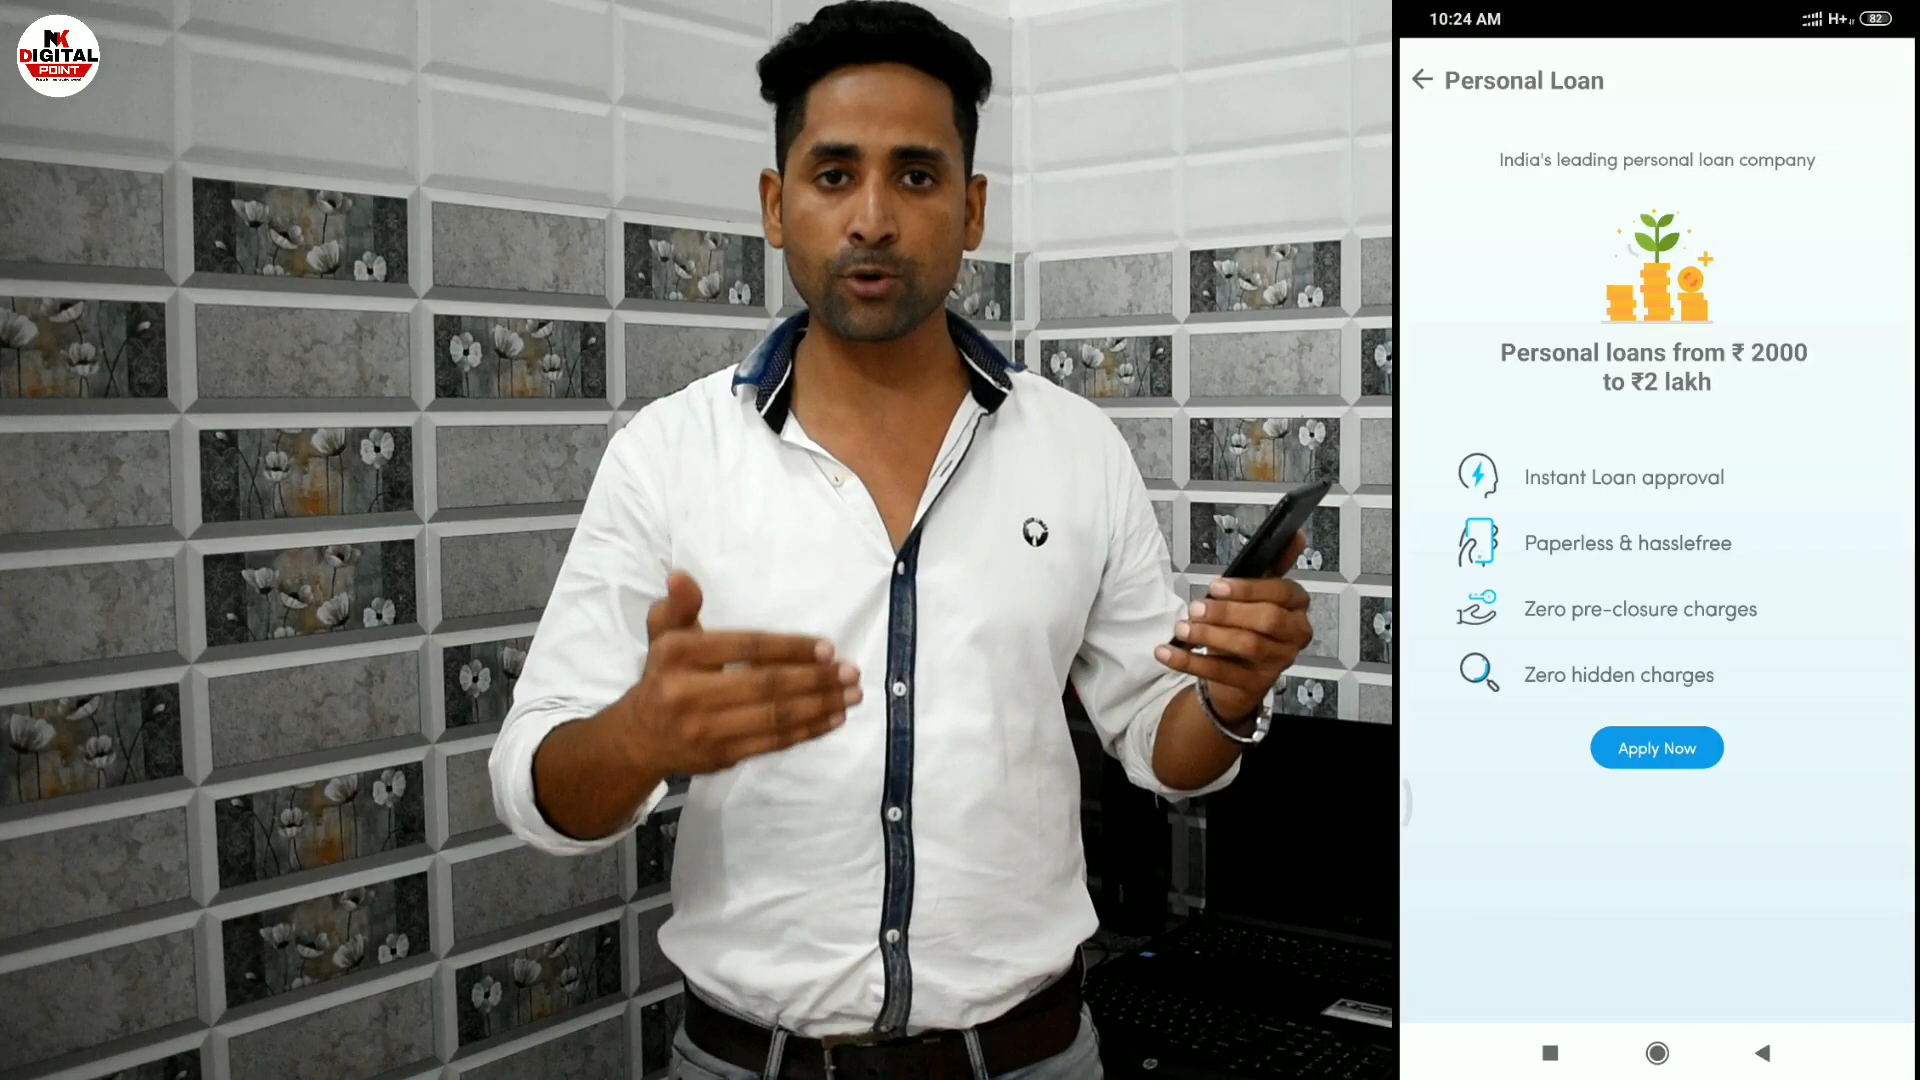 NK
DIGITAL
POINT
10:24 AM
H+
82
Personal Loan
India's leading personal loan company
Personal loans from ₹ 2000
to ₹2 lakh
Instant Loan approval
Paperless & hasslefree
Zero pre-closure charges
Zero hidden charges
Apply Now